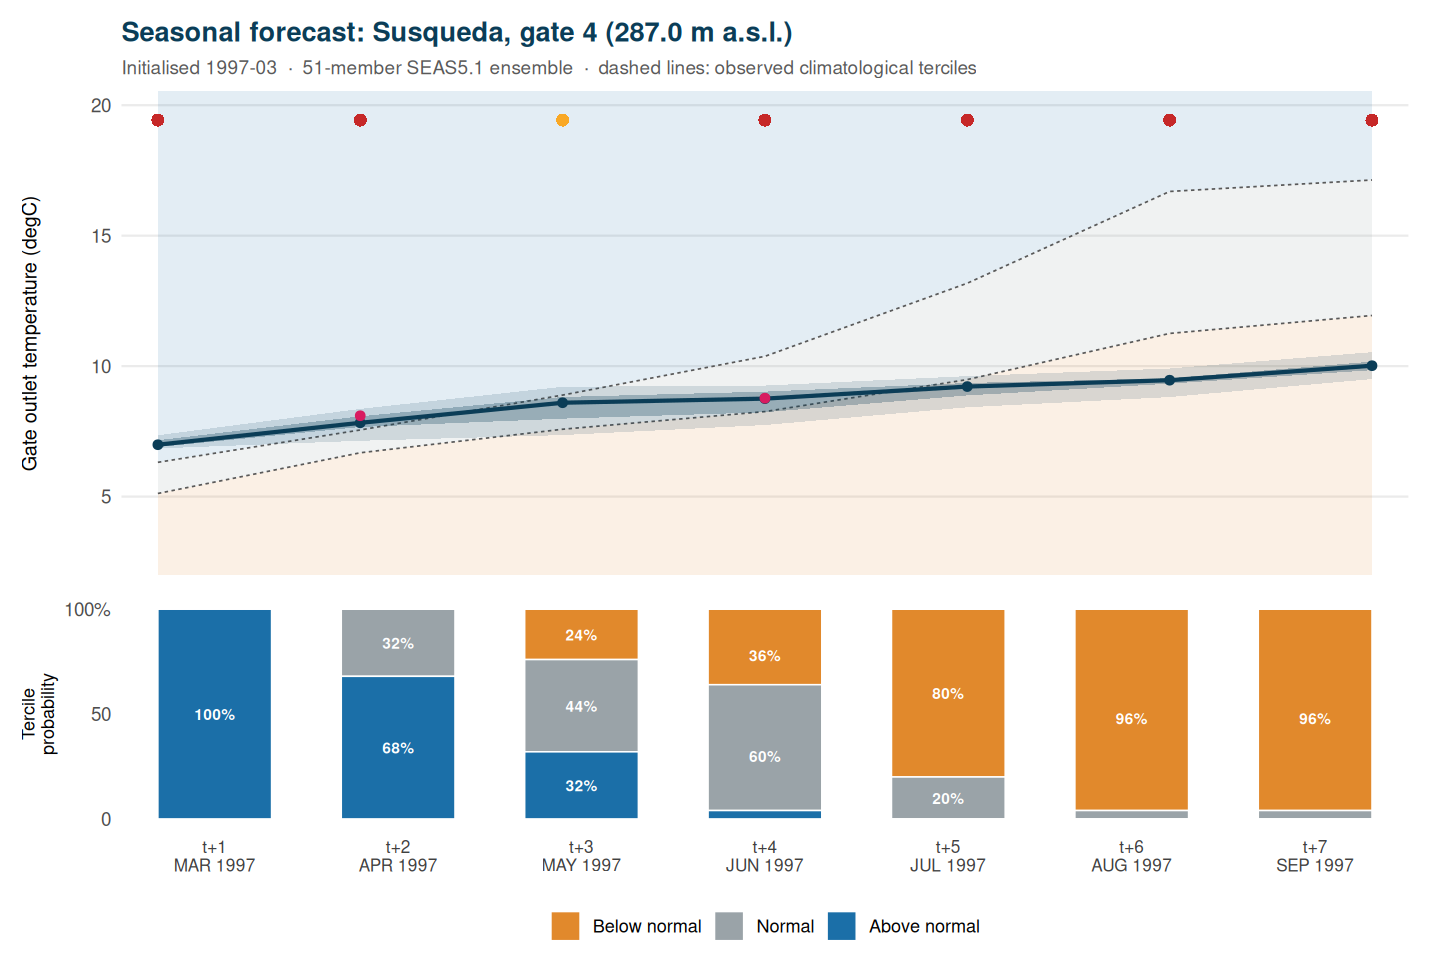 Seasonal forecast: Susqueda, gate 4 (287.0 m a.s.l.)
Initialised 1997-03 · 51-member SEAS5.1 ensemble · dashed lines: observed climatological terciles
Gate outlet temperature (degC)
20
15
10
5
Tercile
probability
100%
50
0
100%
32%
68%
24%
44%
32%
36%
60%
80%
20%
96%
96%
t+1 t+2 t+3 t+4 t+5 t+6 t+7
MAR 1997 APR 1997 MAY 1997 JUN 1997 JUL 1997 AUG 1997 SEP 1997
Below normal Normal Above normal